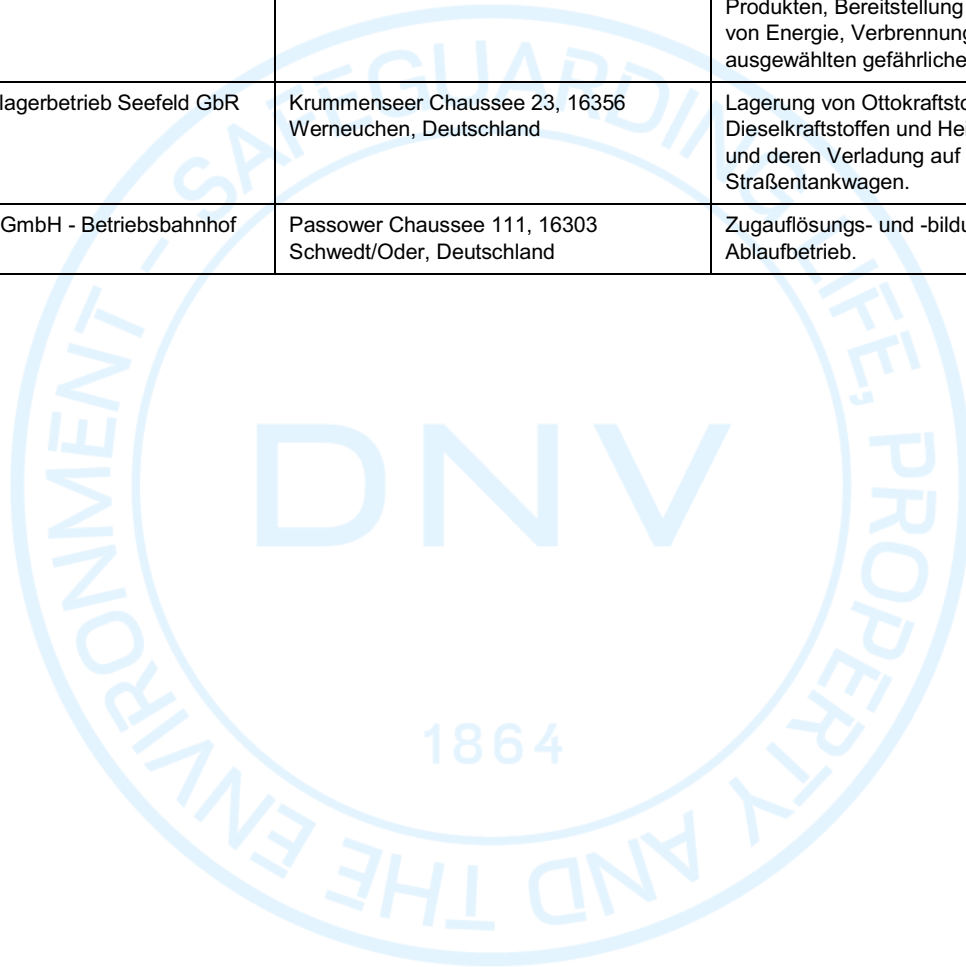 Produkten, Bereitstellung
von Energie, Verbrennung
ausgewählten gefährliche
lagerbetrieb Seefeld GbR
Krummenseer Chaussee 23, 16356
Werneuchen, Deutschland
Lagerung von Ottokraftsto
Dieselkraftstoffen und Hei
und deren Verladung auf
Straßentankwagen.
GmbH - Betriebsbahnhof
Passower Chaussee 111, 16303
Schwedt/Oder, Deutschland
Zugauflösungs- und -bildu
Ablaufbetrieb.
SAFEGUARDING LIFE, PROPERTY AND THE ENVIRONMENT –
DNV
1864